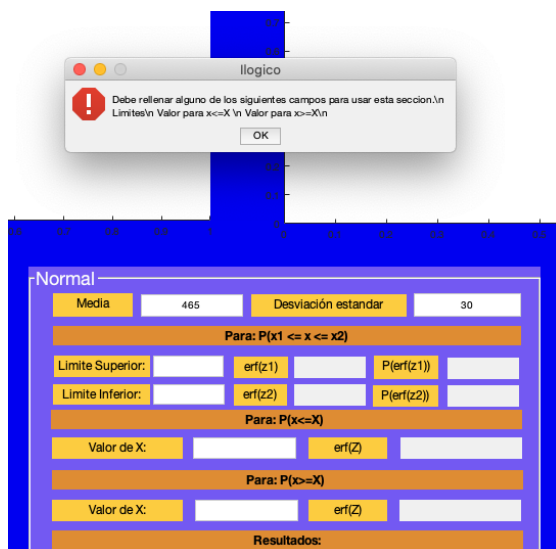 Ilogico
Debe rellenar alguno de los siguientes campos para usar esta seccion.\n
Limites\n Valor para x<=X \n Valor para x>=X\n
OK
Normal
Media 465 Desviación estandar 30
Para: P(x1 <= x <= x2)
Limite Superior: erf(z1) P(erf(z1))
Limite Inferior: erf(z2) P(erf(z2))
Para: P(x<=X)
Valor de X: erf(Z)
Para: P(x>=X)
Valor de X: erf(Z)
Resultados: